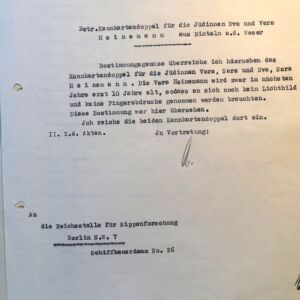 Betr.Kennkartendoppel für die Jüdinnen Eva und Vera
Heinemann aus Rinteln a.d. Weser
Bestimmungsgemäss überreiche ich hierneben das
Kennkartendoppel für die Jüdinnen Vera, Sara und Eva, Sara
Heinemann. Die Vera Heinemann wird zwar im nächsten
Jahre erst 10 Jahre alt, sodass an sich noch kein Lichtbild
und keine Fingerabdrucke genommen werden brauchten.
Diese Bestimmung war hier übersehen.
Ich reiche die beiden Kennkartendoppel dort ein.
II. Z.d. Akten. Jn Vertretung:
An
die Reichsstelle für Sippenforschung
Berlin N.W. 7
Schiffbauerdamm No. 26